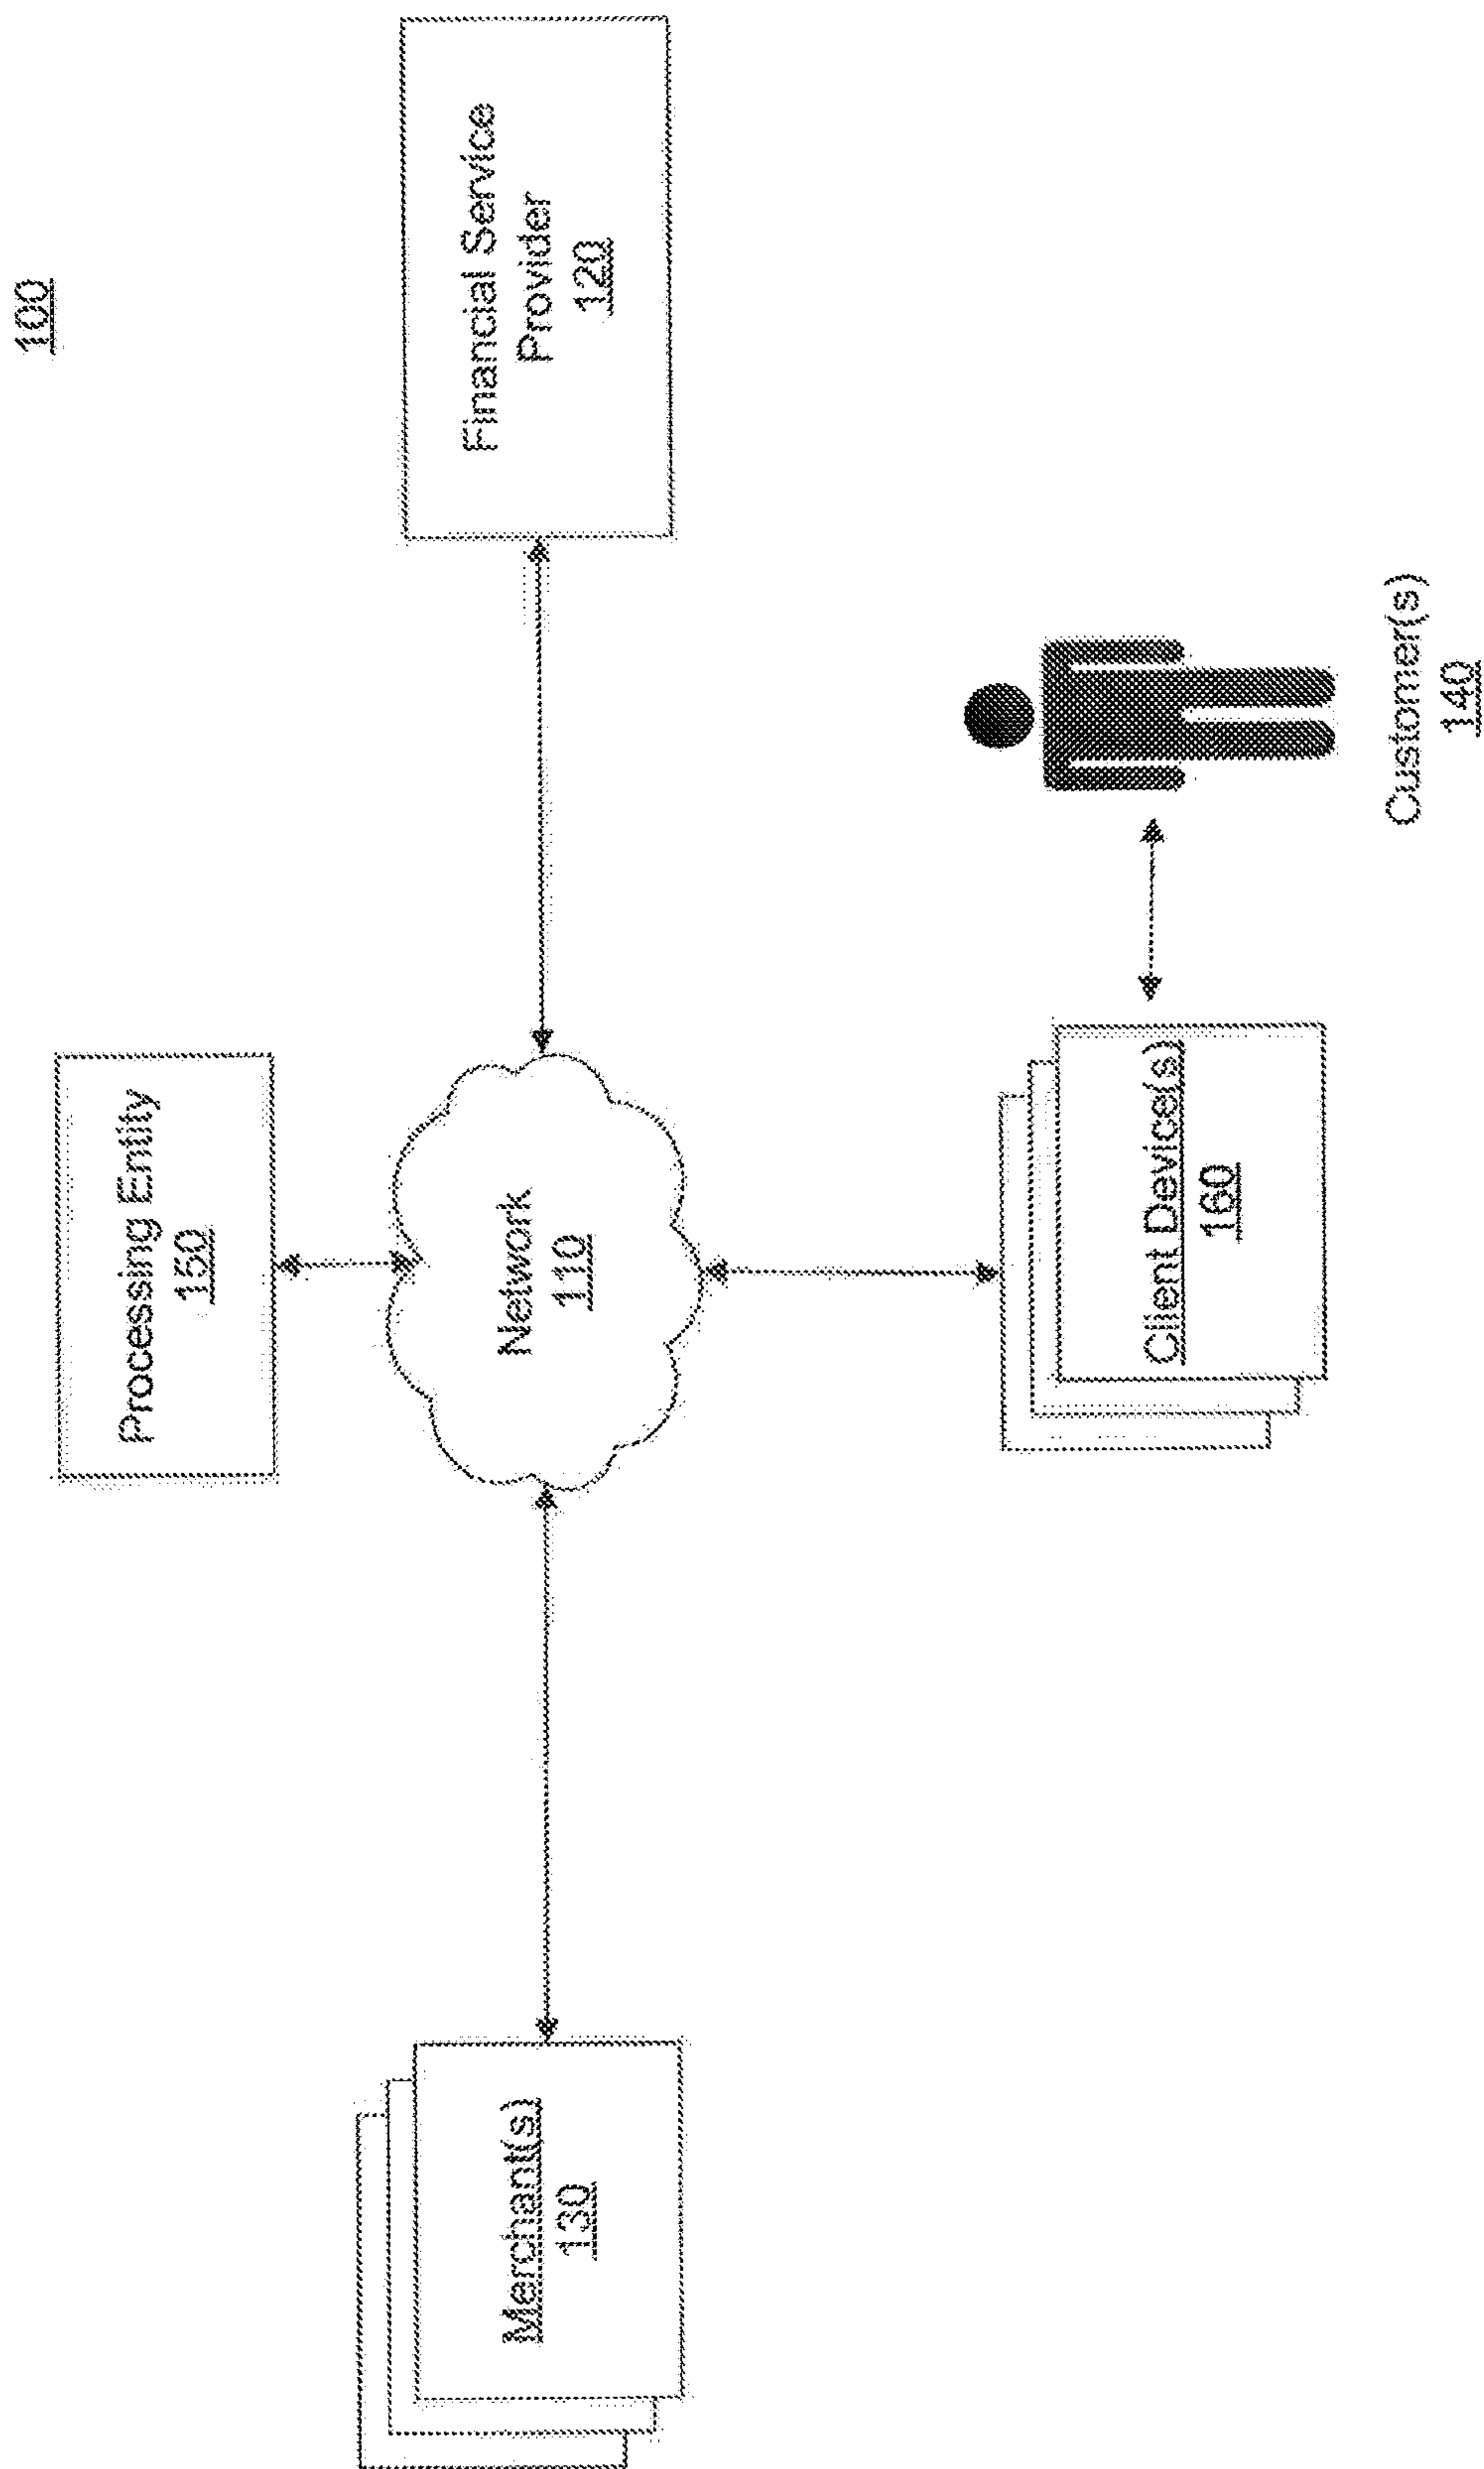 100
Processing Entity
150
Merchant(s)
130
Network
110
Financial Service
Provider
120
Client Device(s)
160
Customer(s)
140